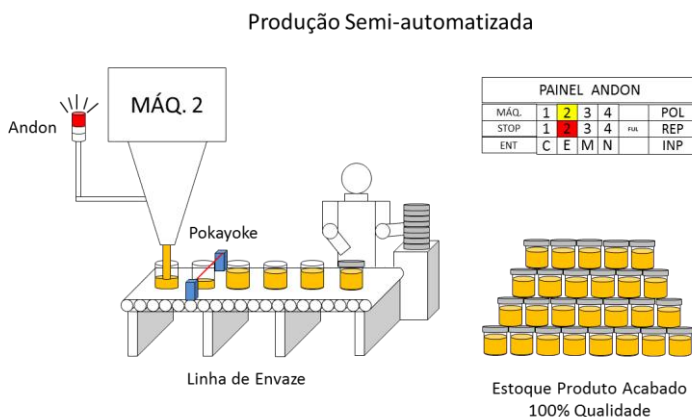 Produção Semi-automatizada
MÁQ. 2
Andon
Pokayoke
Linha de Envaze
PAINEL ANDON
MÁQ. 1 2 3 4 POL
STOP 1 2 3 4 FUL REP
ENT C E M N INP
Estoque Produto Acabado
100% Qualidade